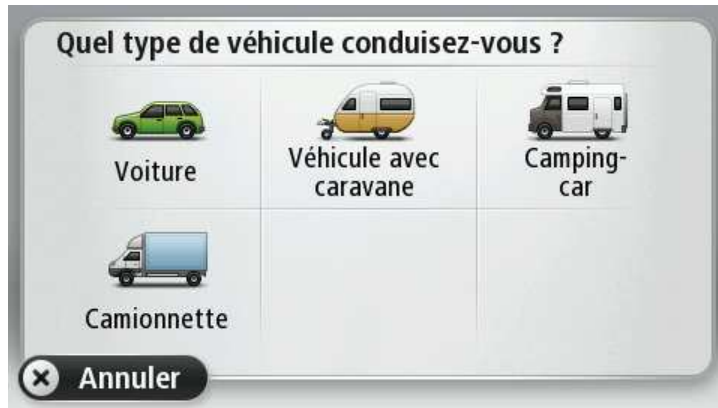 Quel type de véhicule conduisez-vous ?
Voiture
Véhicule avec
caravane
Camping-
car
Camionnette
Annuler